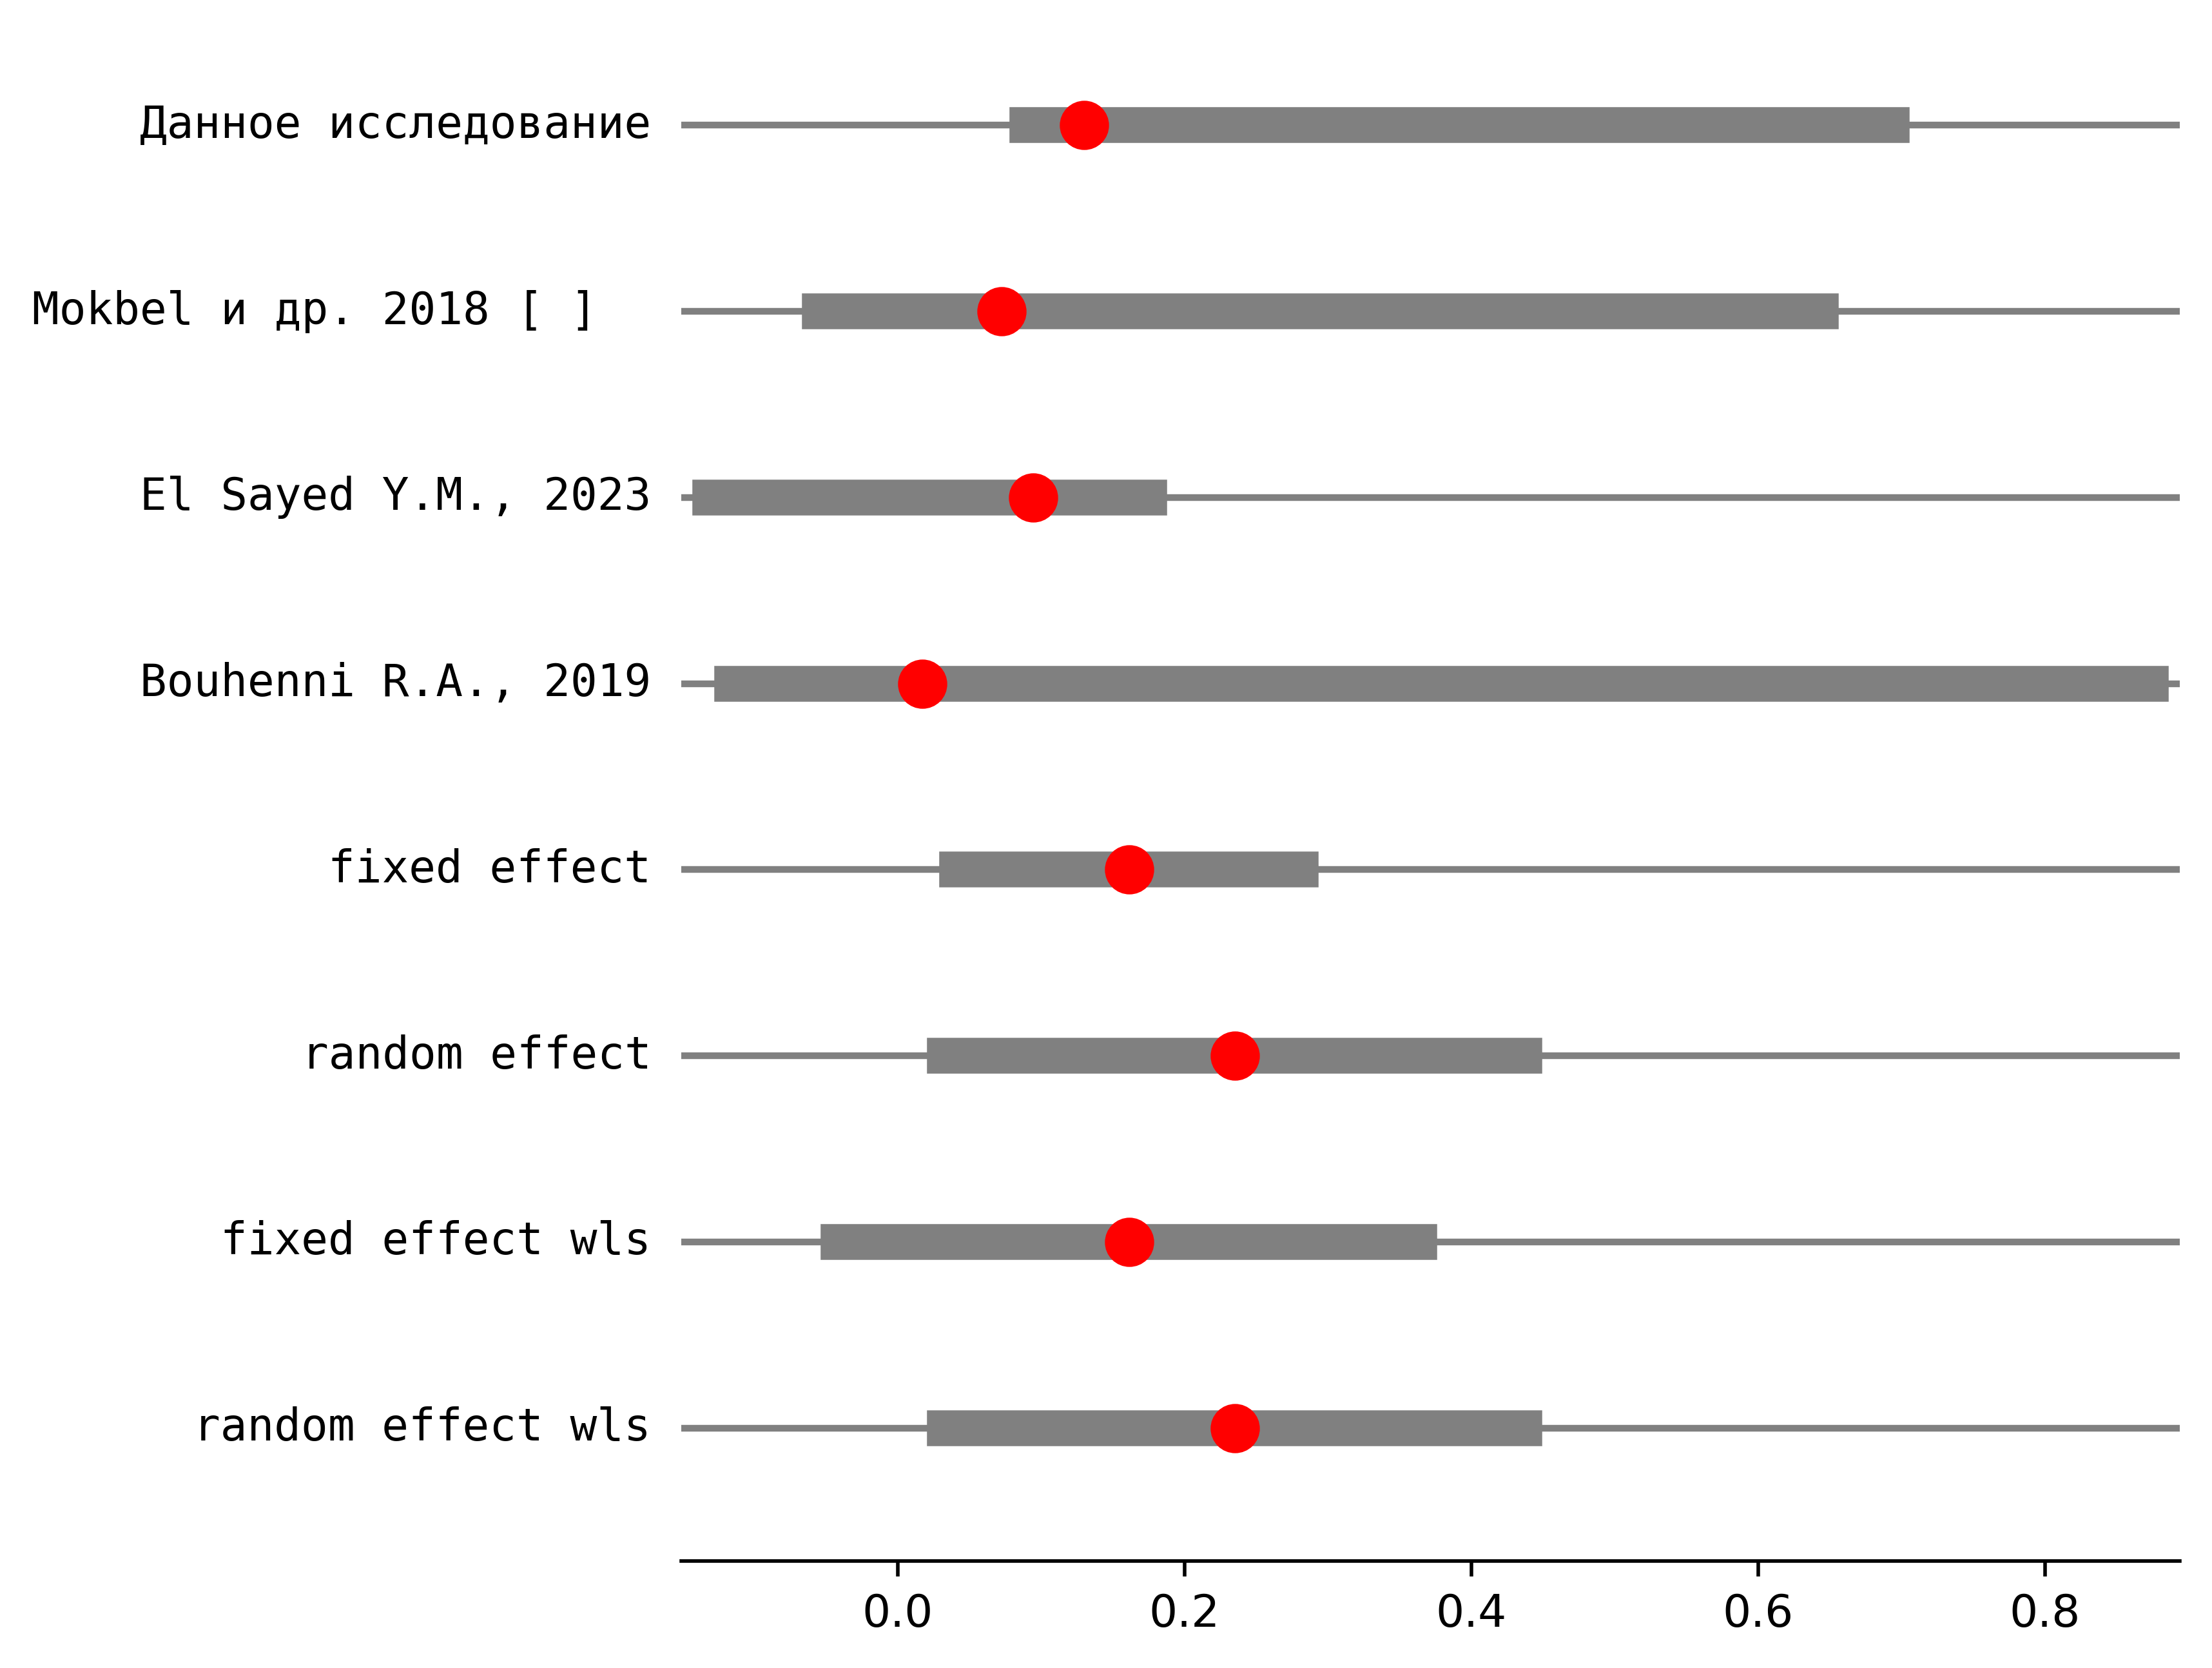 Данное исследование
Mokbel и др. 2018 [ ]
El Sayed Y.M., 2023
Bouhenni R.A., 2019
fixed effect
random effect
fixed effect wls
random effect wls
0.0 0.2 0.4 0.6 0.8